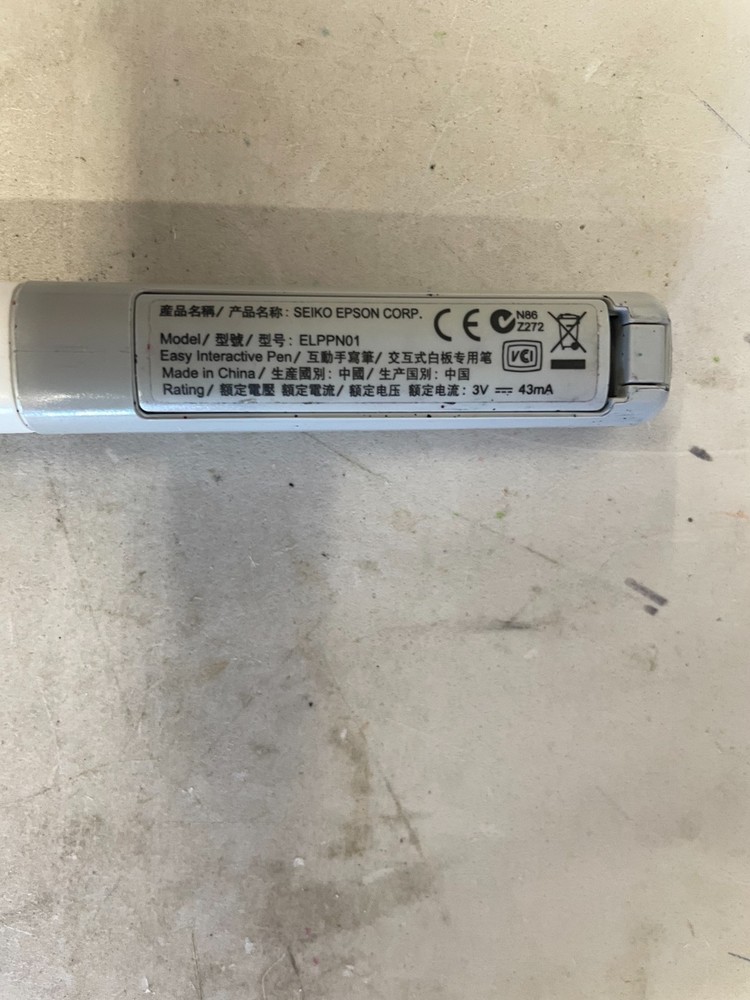 產品名稱/ 产品名称: SEIKO EPSON CORP.
CE
N86
Z272
Model/ 型號/ 型号: ELPPN01
Easy Interactive Pen/ 互動手寫筆/ 交互式白板专用笔
VCI
Made in China/ 生產國別: 中國/ 生产国别: 中国
Rating/ 額定電壓 額定電流/ 额定电压 额定电流: 3V ⎓ 43mA